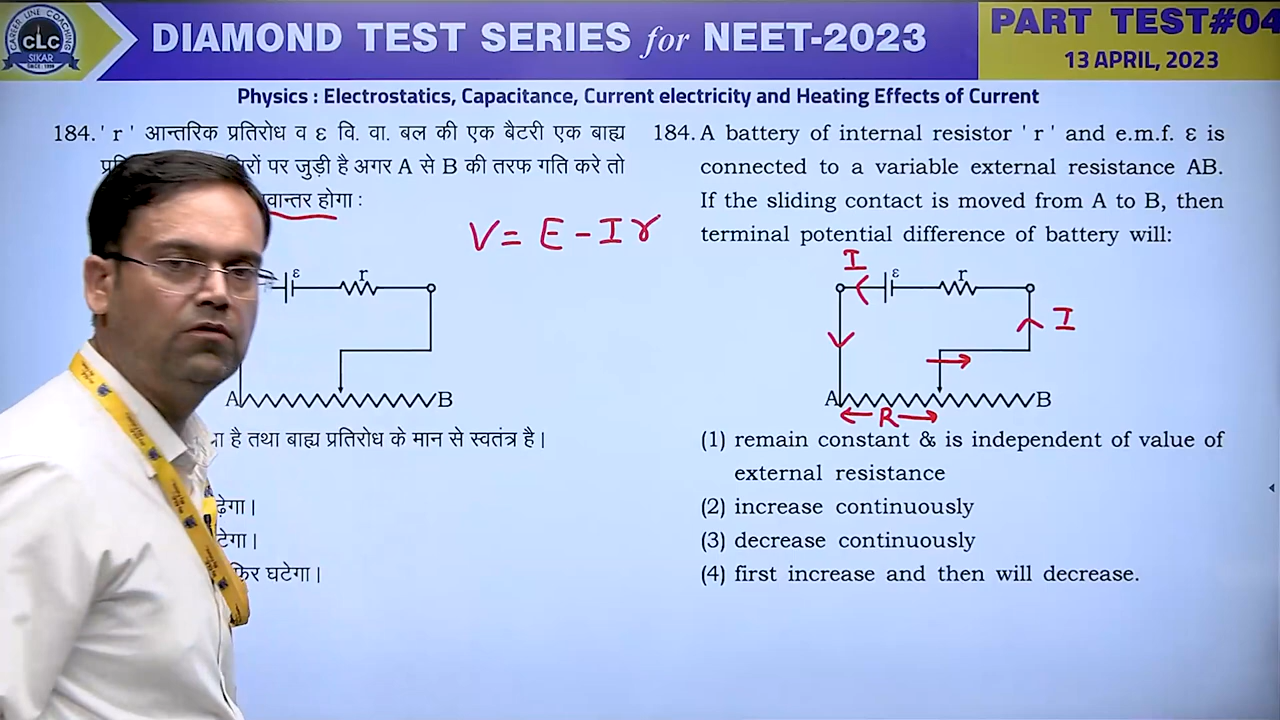 CAREER LINE COACHING
CLC
SIKAR
SINCE : 1996
DIAMOND TEST SERIES for NEET-2023
PART TEST#04
13 APRIL, 2023
Physics : Electrostatics, Capacitance, Current electricity and Heating Effects of Current
184. ' r ' आन्तरिक प्रतिरोध व ε वि. वा. बल की एक बैटरी एक बाह्य
पर जुड़ी है अगर A से B की तरफ गति करे तो
होगा :
V = E - I r
ε r
A B
है तथा बाह्य प्रतिरोध के मान से स्वतंत्र है।
घटेगा।
184. A battery of internal resistor ' r ' and e.m.f. ε is
connected to a variable external resistance AB.
If the sliding contact is moved from A to B, then
terminal potential difference of battery will:
I
ε r
I
A B
R
(1) remain constant & is independent of value of
external resistance
(2) increase continuously
(3) decrease continuously
(4) first increase and then will decrease.